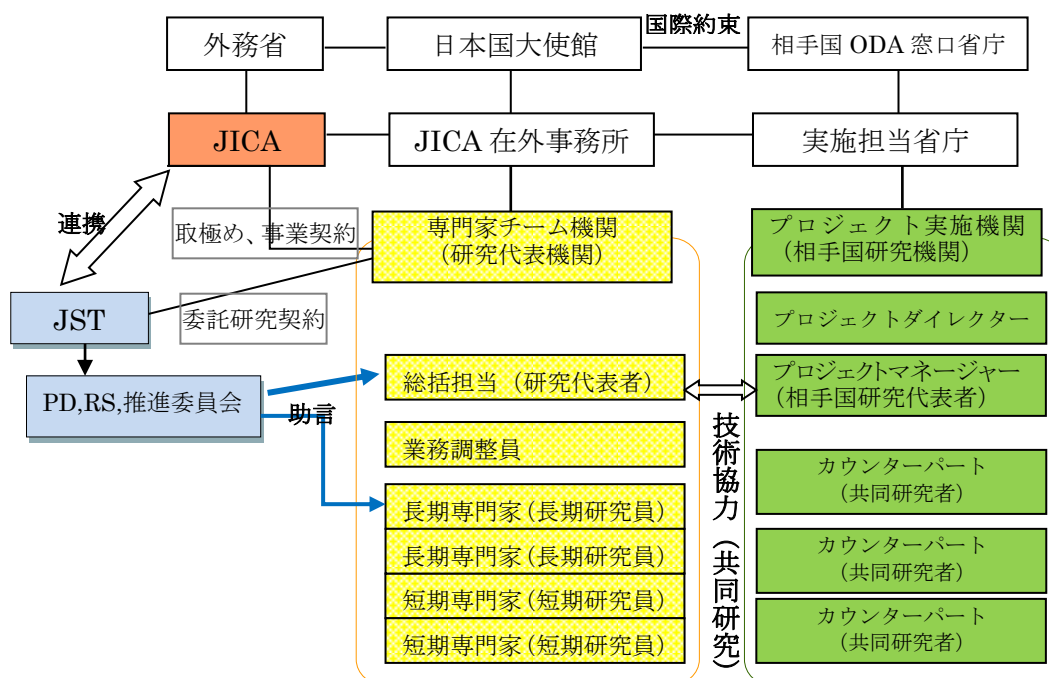 国際約束
外務省
日本国大使館
相手国 ODA 窓口省庁
JICA
JICA 在外事務所
実施担当省庁
連携
取極め、事業契約
専門家チーム機関
(研究代表機関)
プロジェクト実施機関
(相手国研究機関)
JST
委託研究契約
プロジェクトダイレクター
PD,RS,推進委員会
助言
総括担当(研究代表者)
プロジェクトマネージャー
(相手国研究代表者)
業務調整員
技術協力(共同研究)
カウンターパート
(共同研究者)
長期専門家(長期研究員)
長期専門家(長期研究員)
カウンターパート
(共同研究者)
短期専門家(短期研究員)
短期専門家(短期研究員)
カウンターパート
(共同研究者)